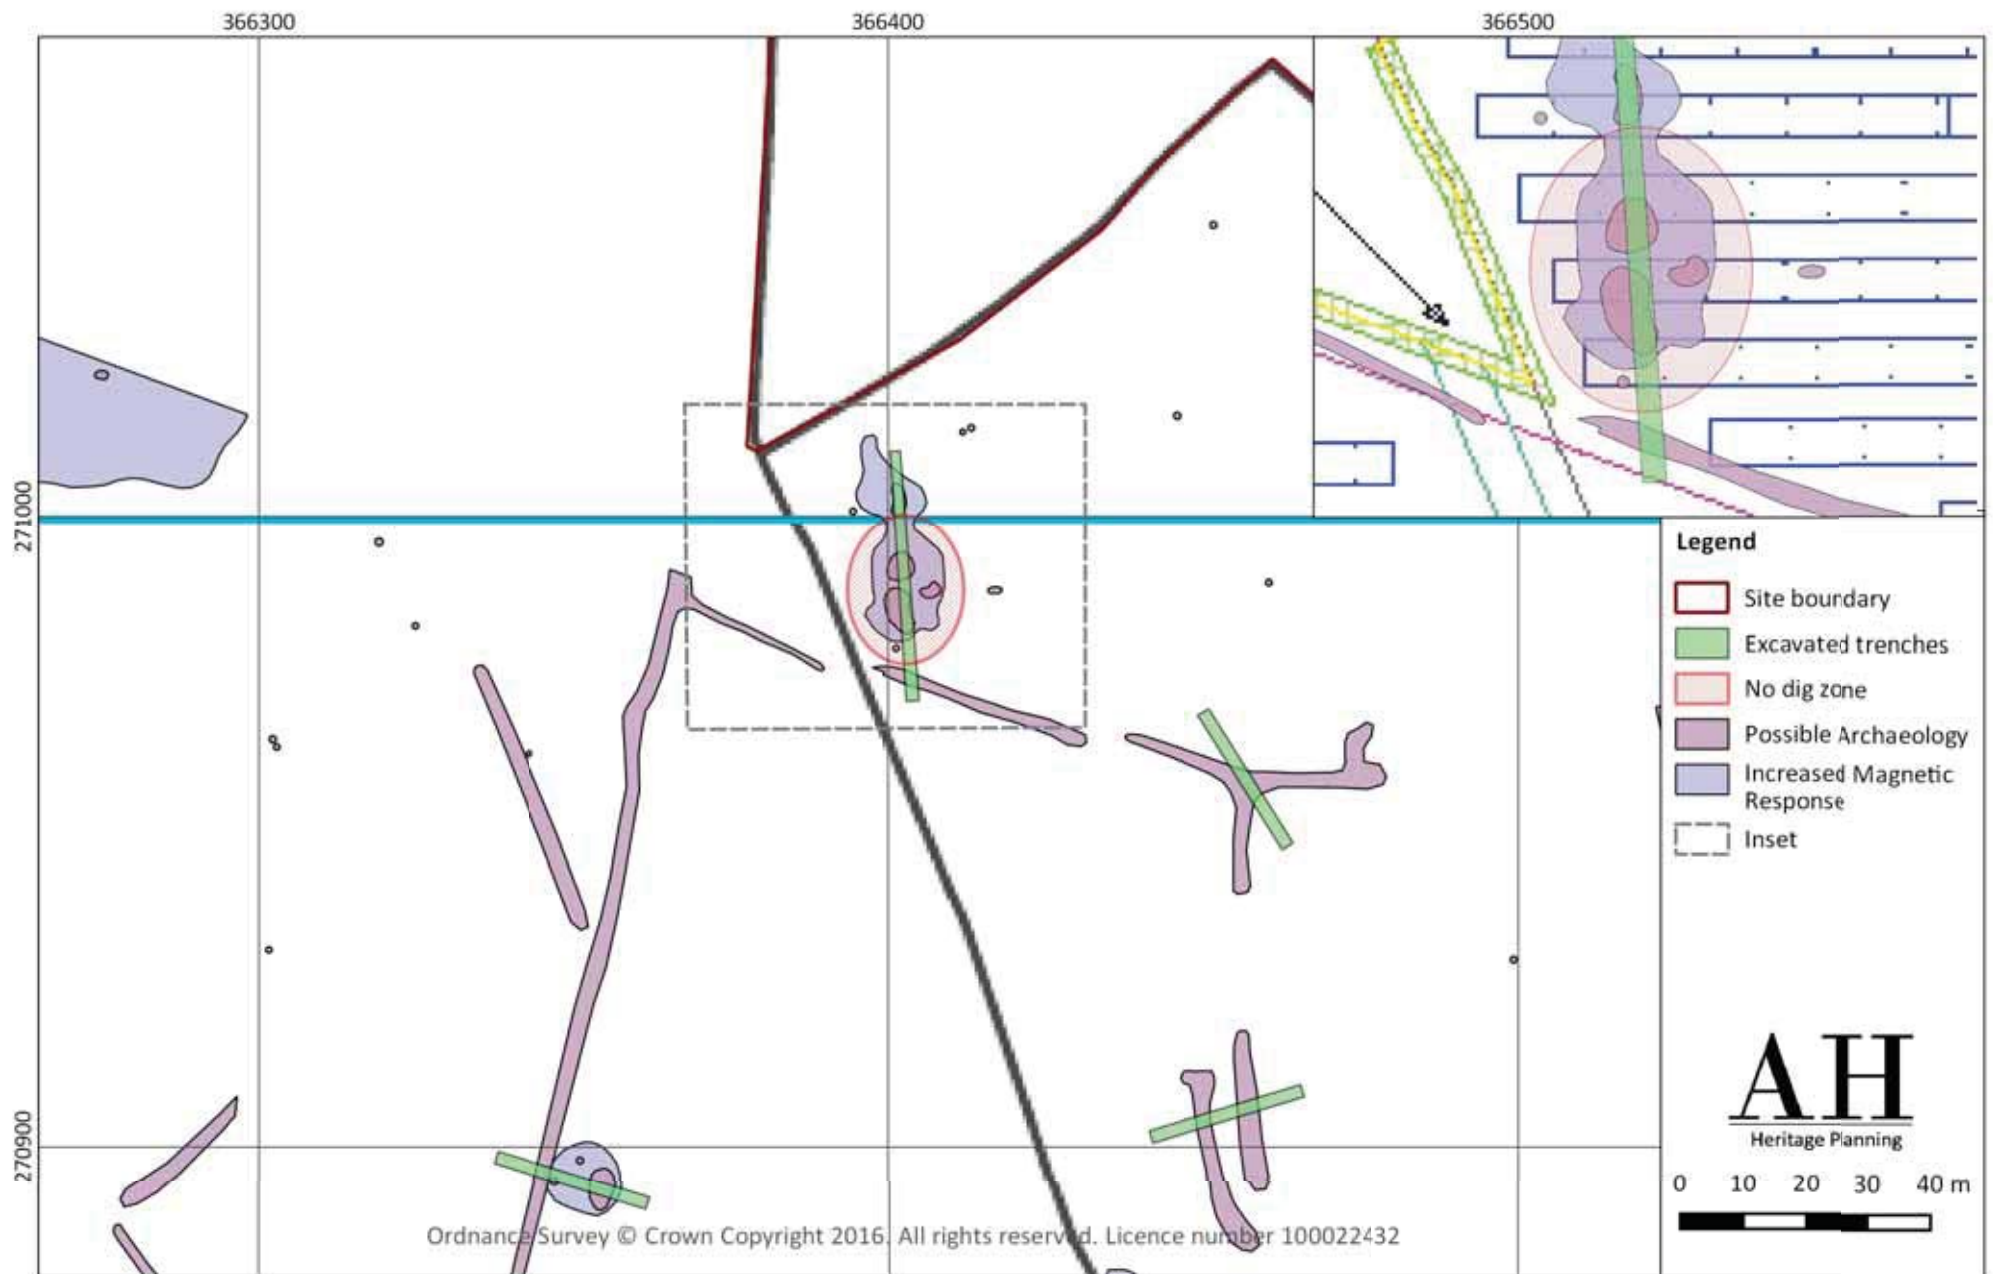 366300
366400
366500
271000
270900
Legend
Site boundary
Excavated trenches
No dig zone
Possible Archaeology
Increased Magnetic
Response
Inset
AH
Heritage Planning
0 10 20 30 40 m
Ordnance Survey © Crown Copyright 2016. All rights reserved. Licence number 100022432